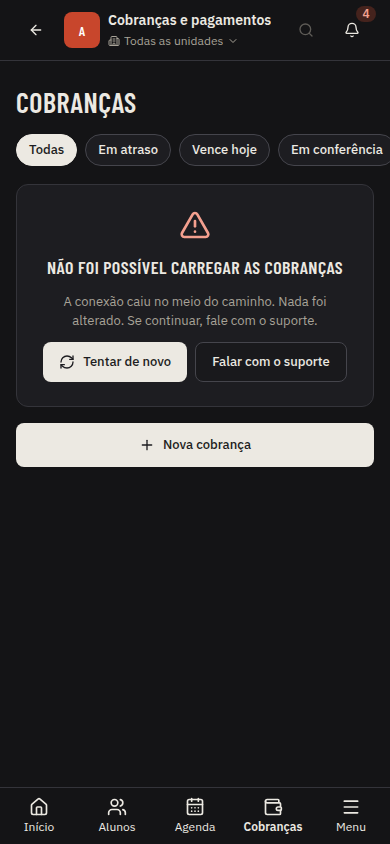 A
Cobranças e pagamentos
Todas as unidades
4
COBRANÇAS
Todas
Em atraso
Vence hoje
Em conferência
NÃO FOI POSSÍVEL CARREGAR AS COBRANÇAS
A conexão caiu no meio do caminho. Nada foi
alterado. Se continuar, fale com o suporte.
Tentar de novo
Falar com o suporte
Nova cobrança
Início
Alunos
Agenda
Cobranças
Menu